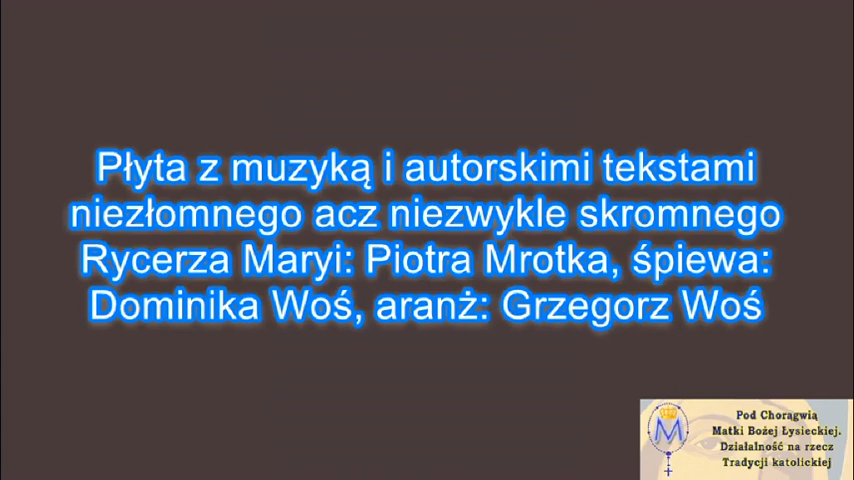 Płyta z muzyką i autorskimi tekstami
niezłomnego acz niezwykle skromnego
Rycerza Maryi: Piotra Mrotka, śpiewa:
Dominika Woś, aranż: Grzegorz Woś
Pod Chorągwią
Matki Bożej Łysieckiej.
Działalność na rzecz
Tradycji katolickiej
M